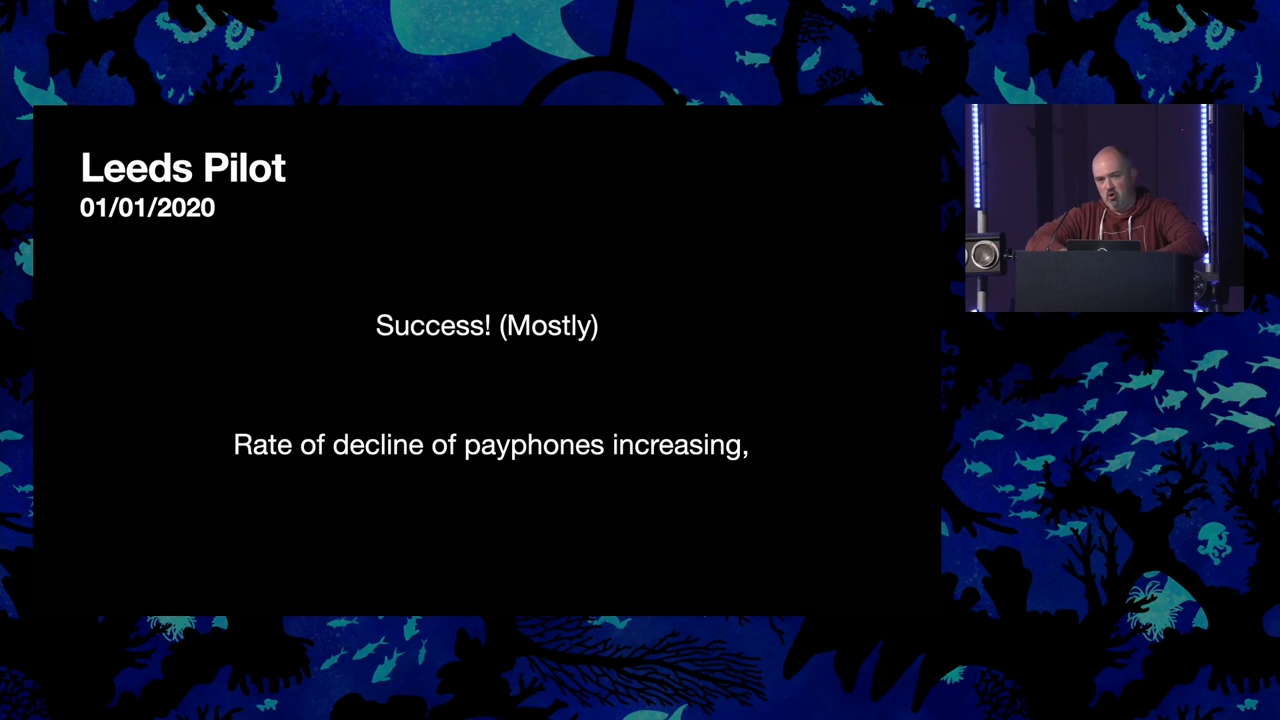 Leeds Pilot
01/01/2020
Success! (Mostly)
Rate of decline of payphones increasing,